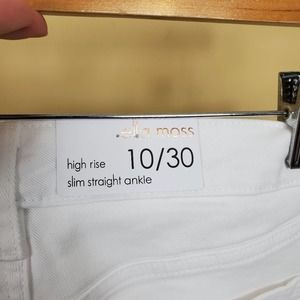 ella moss
high rise 10/30
slim straight ankle